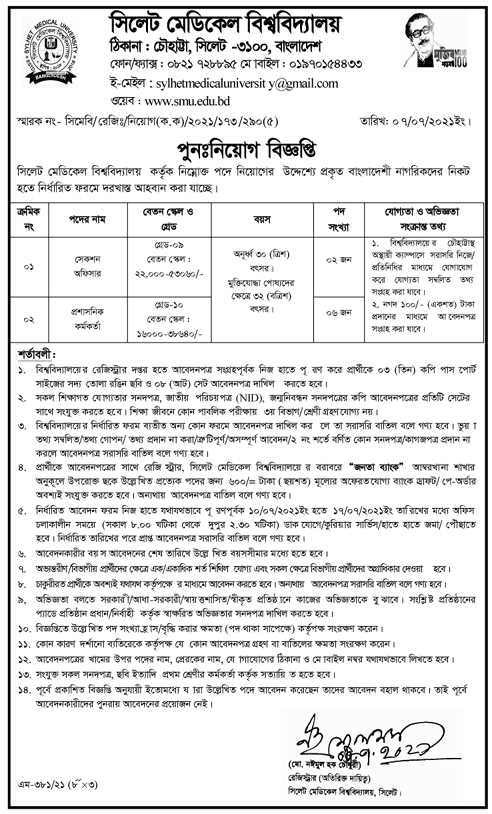 সিলেট মেডিকেল বিশ্ববিদ্যালয়
ঠিকানা : চৌহাট্টা, সিলেট -৩১০০, বাংলাদেশ
ফোন/ফ্যাক্স : ০৮২১ ৭২৮৮৯৫ মে াবাইল : ০১৯৭০১৫৪৪৩৩
ই-মেইল : sylhetmedicaluniversit y@gmail.com
ওয়েব : www.smu.edu.bd
SYLHET MEDICAL UNIVERSITY
BANGLADESH
মুজিব
100
স্মারক নং- সিমেবি/রেজিঃ/নিয়োগ(ক.ক)/২০২১/১৭৩/২৯০(৫) তারিখ: ০৭/০৭/২০২১ইং।
পুনঃনিয়োগ বিজ্ঞপ্তি
সিলেট মেডিকেল বিশ্ববিদ্যালয় কর্তৃক নিম্নোক্ত পদে নিয়োগের উদ্দেশ্যে প্রকৃত বাংলাদেশী নাগরিকদের নিকট
হতে নির্ধারিত ফরমে দরখাস্ত আহবান করা যাচ্ছে।
ক্রমিক নং | পদের নাম | বেতন স্কেল ও গ্রেড | বয়স | পদ সংখ্যা | যোগ্যতা ও অভিজ্ঞতা সংক্রান্ত তথ্য
০১ | সেকশন অফিসার | গ্রেড-০৯ বেতন স্কেল : ২২,০০০-৫৩০৬০/- | অনূর্ধ্ব ৩০ (ত্রিশ) বৎসর। মুক্তিযোদ্ধা পোষ্যদের ক্ষেত্রে ৩২ (বত্রিশ) বৎসর। | ০২ জন | ১. বিশ্ববিদ্যালয়ে র চৌহাট্টাস্থ অস্থায়ী ক্যাম্পাসে সরাসরি নিজে/ প্রতিনিধির মাধ্যমে যোগাযোগ করে যোগ্যতা সম্বলিত তথ্য সংগ্রহ করা যাবে।
০২ | প্রশাসনিক কর্মকর্তা | গ্রেড-১০ বেতন স্কেল : ১৬০০০-৩৮৬৪০/- | ০৬ জন | ২. নগদ ১০০/- (একশত) টাকা প্রদানের মাধ্যমে আ বেদনপত্র সংগ্রহ করা যাবে।
শর্তাবলী :
১. বিশ্ববিদ্যালয়ের রেজিস্ট্রার দপ্তর হতে আবেদনপত্র সংগ্রহপূর্বক নিজ হাতে পূ রণ করে প্রার্থীকে ০৩ (তিন) কপি পাস পোর্ট
সাইজের সদ্য তোলা রঙিন ছবি ও ০৮ (আট) সেট আবেদনপত্র দাখিল করতে হবে।
২. সকল শিক্ষাগত যোগ্যতার সনদপত্র, জাতীয় পরিচয়পত্র (NID), জন্মনিবন্ধন সনদপত্রের কপি আবেদনপত্রের প্রতিটি সেটের
সাথে সংযুক্ত করতে হবে। শিক্ষা জীবনে কোন পাবলিক পরীক্ষায় ৩য় বিভাগ/শ্রেণী গ্রহণযোগ্য নয়।
৩. বিশ্ববিদ্যালয়ের নির্ধারিত ফরম ব্যতীত অন্য কোন ফরমে আবেদনপত্র দাখিল কর লে তা সরাসরি বাতিল বলে গণ্য হবে। ভুয়া
তথ্য সম্বলিত/তথ্য গোপন/ তথ্য প্রদান না করা/ত্রুটিপূর্ণ/অসম্পূর্ণ আবেদন/২ নং শর্তে বর্ণিত কোন সনদপত্র/কাগজপত্র প্রদান না
করলে আবেদনপত্র সরাসরি বাতিল বলে গণ্য হবে।
৪. প্রার্থীকে আবেদনপত্রের সাথে রেজি স্ট্রার, সিলেট মেডিকেল বিশ্ববিদ্যালয়ে র বরাবরে “জনতা ব্যাংক” আম্বরখানা শাখার
অনুকূলে উপরোক্ত ছকে উল্লেখি ত প্রত্যেক পদের জন্য ৬০০/= টাকা (ছয়শত) মূল্যের অফেরতযোগ্য ব্যাংক ড্রাফট/ পে-অর্ডার
অবশ্যই সংযুক্ত করতে হবে। অন্যথায় আবেদনপত্র বাতিল বলে গণ্য হবে।
৫. নির্ধারিত আবেদন ফরম নিজ হাতে যথাযথভাবে পূ রণপূর্বক ১০/০৭/২০২১ইং হতে ১৭/০৭/২০২১ইং তারিখের মধ্যে অফিস
চলাকালীন সময়ে (সকাল ৮.০০ ঘটিকা থেকে দুপুর ২.৩০ ঘটিকা) ডাক যোগে/কুরিয়ার সার্ভিস/হাতে হাতে জমা/ পৌছাতে
হবে। নির্ধারিত তারিখের পরে প্রাপ্ত আবেদনপত্র সরাসরি বাতিল বলে গণ্য হবে।
৬. আবেদনকারীর বয় স আবেদনের শেষ তারিখে উল্লে খিত বয়সসীমার মধ্যে হতে হবে।
৭. অভ্যন্তরীণ/বিভাগীয় প্রার্থীদের ক্ষেত্রে এক/একাধিক শর্ত শিথিল যোগ্য এবং সকল ক্ষেত্রে বিভাগীয় প্রার্থীদের অগ্রাধিকার দেওয়া হবে।
৮. চাকুরীরত প্রার্থীকে অবশ্যই যথাযথ কর্তৃপক্ষে র মাধ্যমে আবেদন করতে হবে। অন্যথায় আবেদনপত্র সরাসরি বাতিল বলে গণ্য হবে।
৯. অভিজ্ঞতা বলতে সরকারী/আধা-সরকারী/স্বায়ত্তশাসিত/স্বীকৃত প্রতিষ্ঠা নে কাজের অভিজ্ঞতাকে বু ঝাবে। সংশ্লিষ্ট প্রতিষ্ঠানের
প্যাডে প্রতিষ্ঠান প্রধান/নির্বাহী কর্তৃক স্বাক্ষরিত অভিজ্ঞতার সনদপত্র দাখিল করতে হবে।
১০. বিজ্ঞপ্তিতে উল্লেখি ত পদ সংখ্যা হ্রাস/বৃদ্ধি করার ক্ষমতা (পদ থাকা সাপেক্ষে) কর্তৃপক্ষ সংরক্ষণ করেন।
১১. কোন কারণ দর্শানো ব্যতিরেকে কর্তৃপক্ষ যে কোন আবেদনপত্র গ্রহণ বা বাতিলের ক্ষমতা সংরক্ষণ করেন।
১২. আবেদনপত্রের খামের উপর পদের নাম, প্রেরকের নাম, যে াগাযোগের ঠিকানা ও মে াবাইল নম্বর যথাযথভাবে লিখতে হবে।
১৩. সংযুক্ত সকল সনদপত্র, ছবি ইত্যাদি প্রথম শ্রেণীর কর্মকর্তা কর্তৃক সত্যায়ি ত হতে হবে।
১৪. পূর্বে প্রকাশিত বিজ্ঞপ্তি অনুযায়ী ইতোমধ্যে যা রা উল্লেখি ত পদে আবেদন করেছেন তাদের আবেদন বহাল থাকবে। তাই পূর্বে
আবেদনকারীদের পুনরায় আবেদনের প্রয়োজন নেই।
(মো. নঈমুল হক চৌধুরী)
রেজিস্ট্রার (অতিরিক্ত দায়িত্ব)
সিলেট মেডিকেল বিশ্ববিদ্যালয়, সিলেট।
এম-৩৮১/২১ (৮˝×৩)